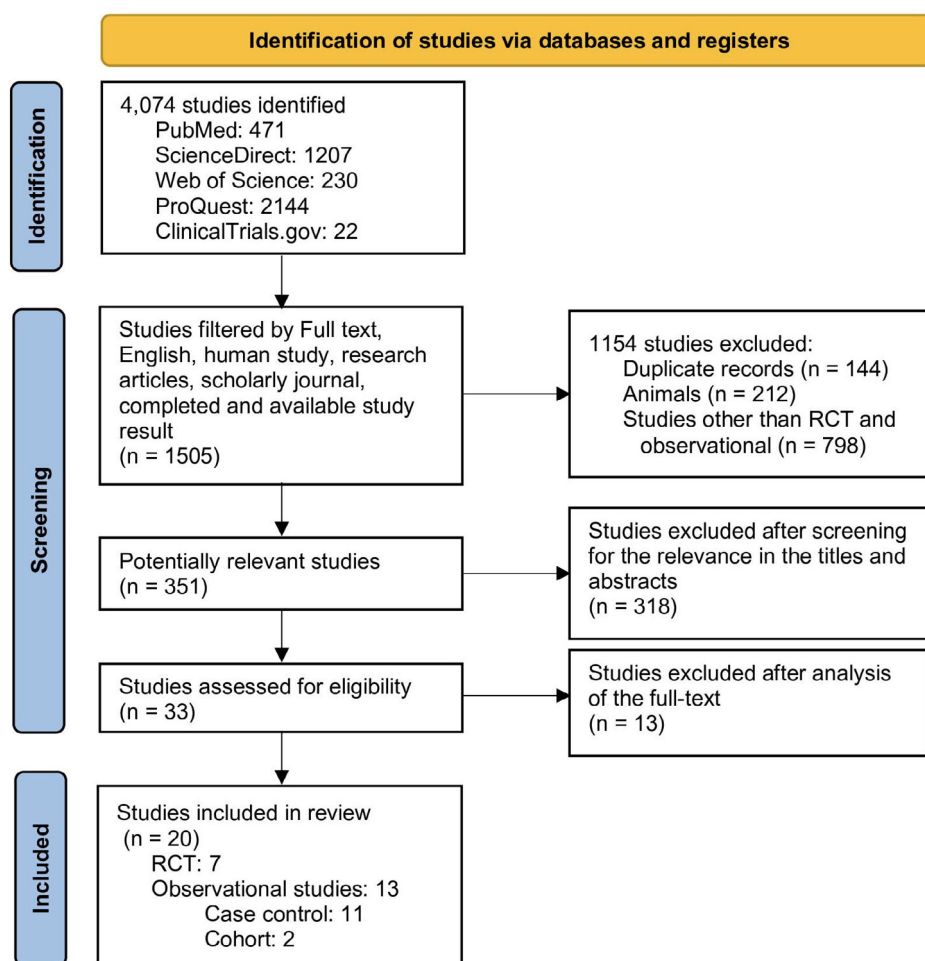 Identification of studies via databases and registers
Identification
4,074 studies identified
PubMed: 471
ScienceDirect: 1207
Web of Science: 230
ProQuest: 2144
ClinicalTrials.gov: 22
Screening
Studies filtered by Full text,
English, human study, research
articles, scholarly journal,
completed and available study
result
(n = 1505)
1154 studies excluded:
Duplicate records (n = 144)
Animals (n = 212)
Studies other than RCT and
observational (n = 798)
Potentially relevant studies
(n = 351)
Studies excluded after screening
for the relevance in the titles and
abstracts
(n = 318)
Studies assessed for eligibility
(n = 33)
Studies excluded after analysis
of the full-text
(n = 13)
Included
Studies included in review
(n = 20)
RCT: 7
Observational studies: 13
Case control: 11
Cohort: 2